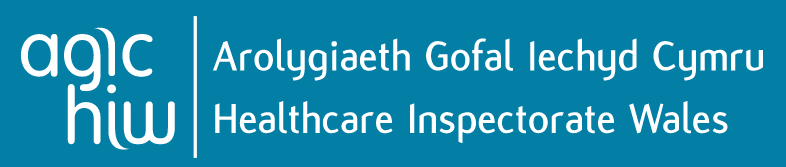 agic
hiw
Arolygiaeth Gofal Iechyd Cymru
Healthcare Inspectorate Wales